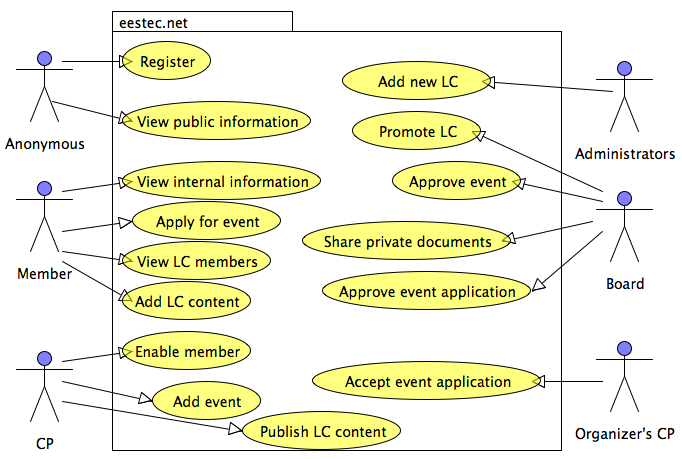 eestec.net
Register
Add new LC
View public information
Promote LC
Anonymous
Administrators
View internal information
Approve event
Apply for event
Share private documents
View LC members
Member
Board
Add LC content
Approve event application
Enable member
Accept event application
Add event
Publish LC content
CP
Organizer's CP